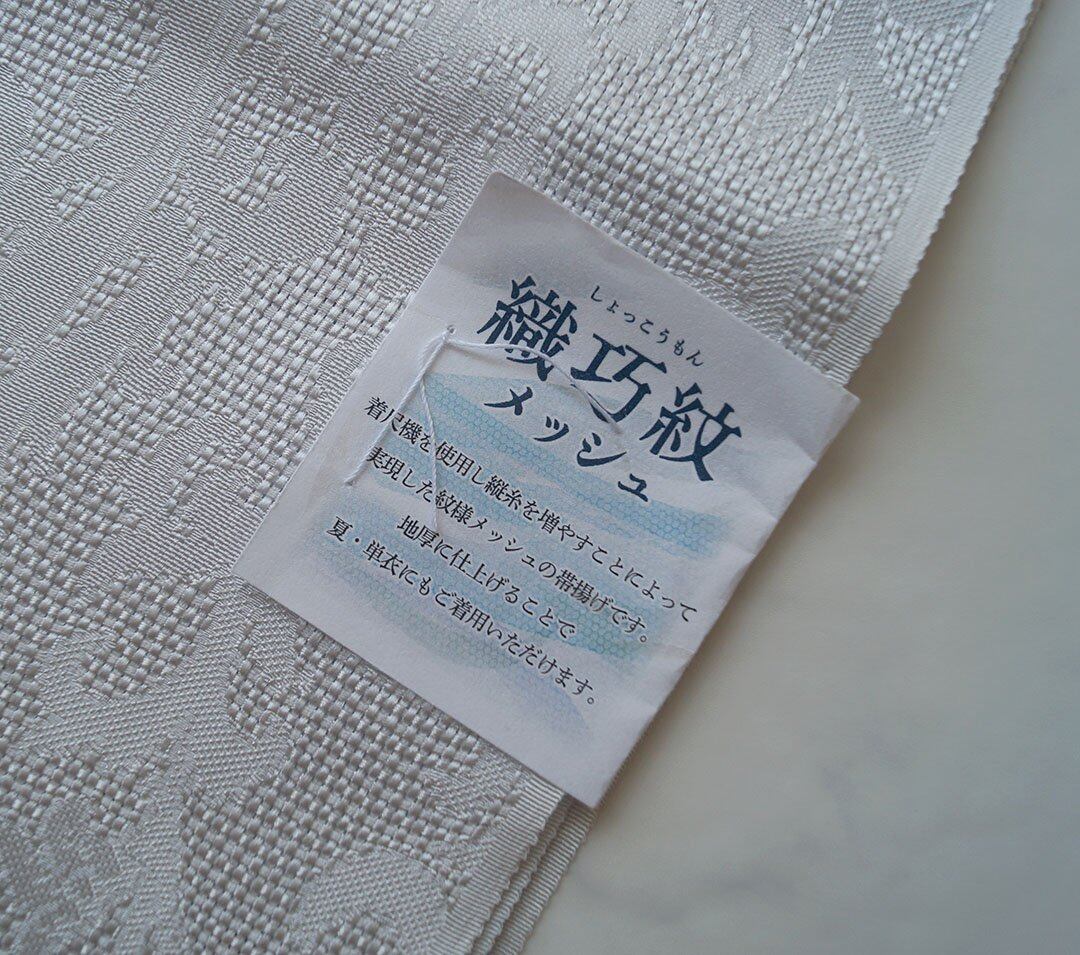 しょっこうもん
織巧紋
メッシュ
着尺機を使用し縦糸を増やすことによって
実現した紋様メッシュの帯揚げです。
地厚に仕上げることで
夏・単衣にもご着用いただけます。